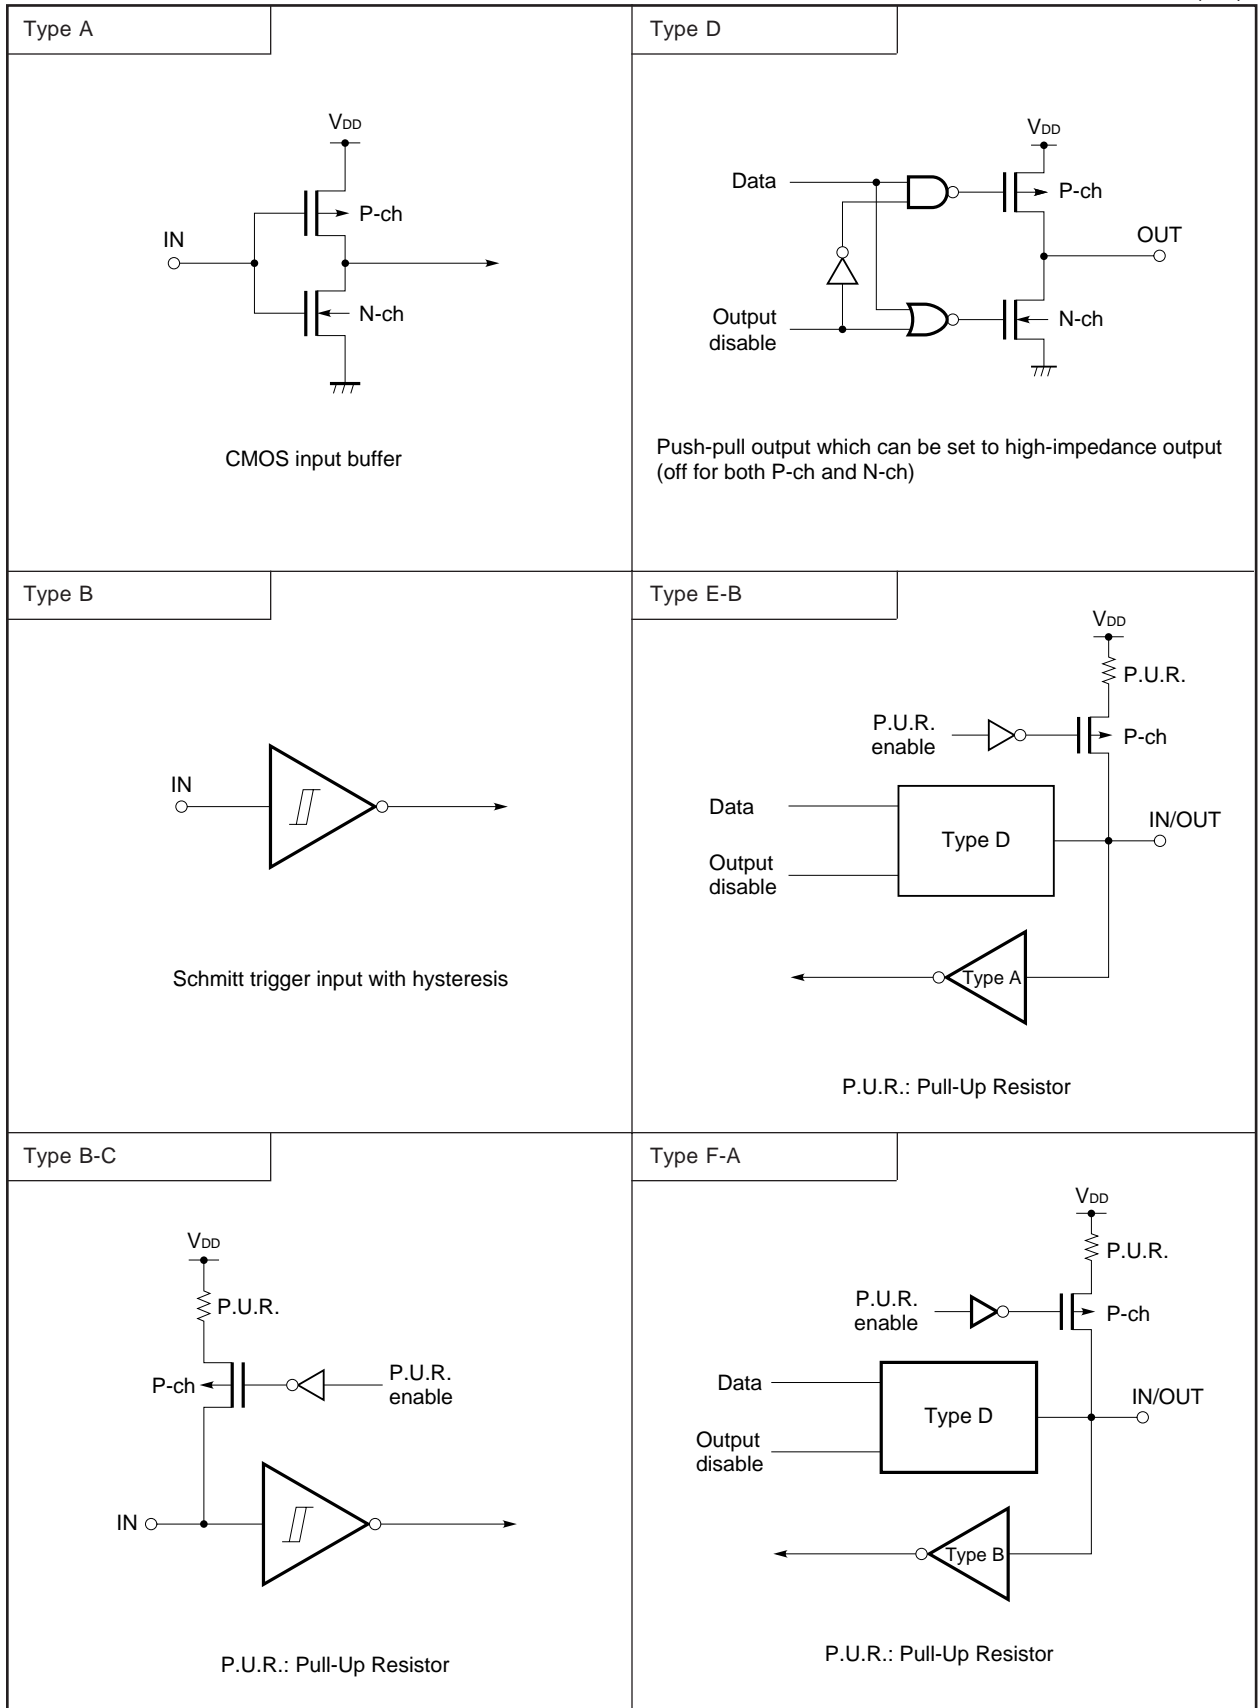 Type A
VDD
P-ch
IN
N-ch
CMOS input buffer
Type D
VDD
Data
P-ch
OUT
Output
disable
N-ch
Push-pull output which can be set to high-impedance output
(off for both P-ch and N-ch)
Type B
IN
Schmitt trigger input with hysteresis
Type E-B
VDD
P.U.R.
P.U.R.
enable
P-ch
Data
IN/OUT
Type D
Output
disable
Type A
P.U.R.: Pull-Up Resistor
Type B-C
VDD
P.U.R.
P-ch
P.U.R.
enable
IN
P.U.R.: Pull-Up Resistor
Type F-A
VDD
P.U.R.
P.U.R.
enable
P-ch
Data
IN/OUT
Type D
Output
disable
Type B
P.U.R.: Pull-Up Resistor